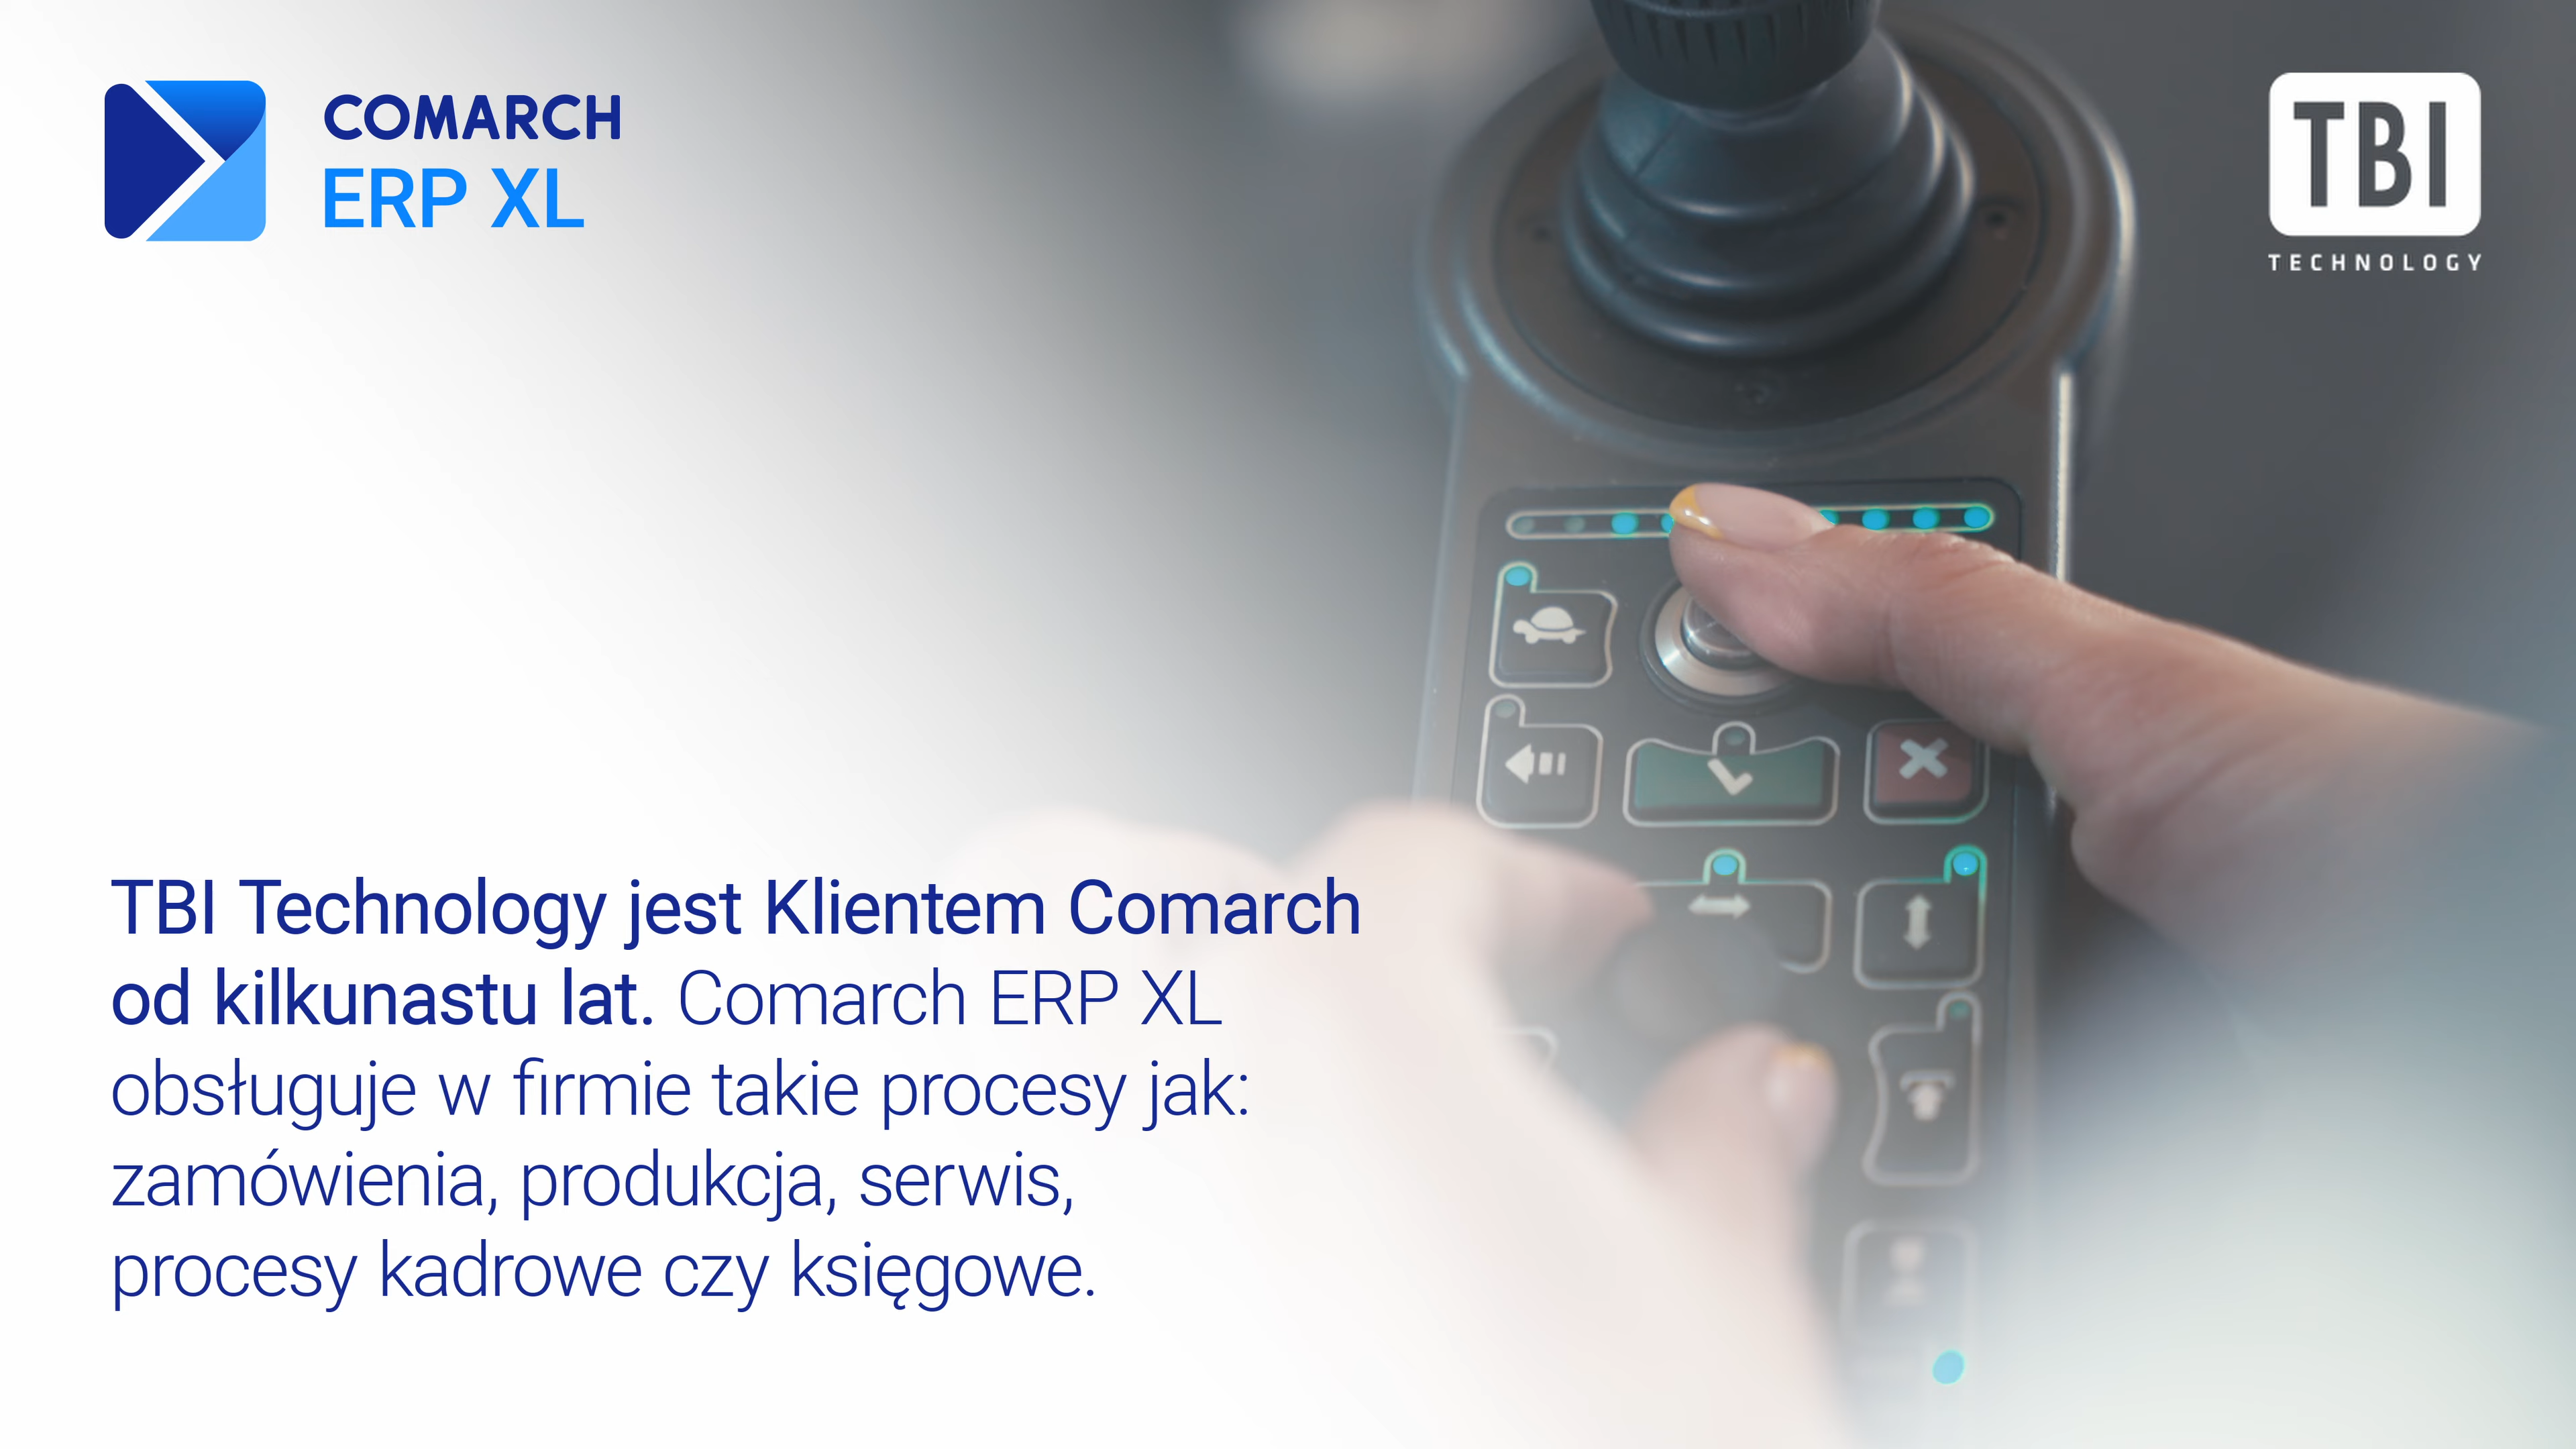 COMARCH
ERP XL
TBI
TECHNOLOGY
TBI Technology jest Klientem Comarch
od kilkunastu lat. Comarch ERP XL
obsługuje w firmie takie procesy jak:
zamówienia, produkcja, serwis,
procesy kadrowe czy księgowe.